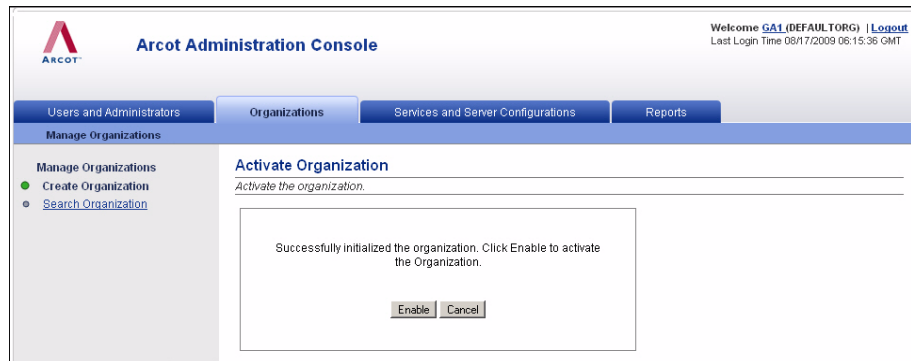 Welcome GA1 (DEFAULTORG) | Logout
Last Login Time 08/17/2009 06:15:36 GMT
ARCOT
Arcot Administration Console
Users and Administrators
Organizations
Services and Server Configurations
Reports
Manage Organizations
Manage Organizations
Create Organization
Search Organization
Activate Organization
Activate the organization.
Successfully initialized the organization. Click Enable to activate
the Organization.
Enable
Cancel